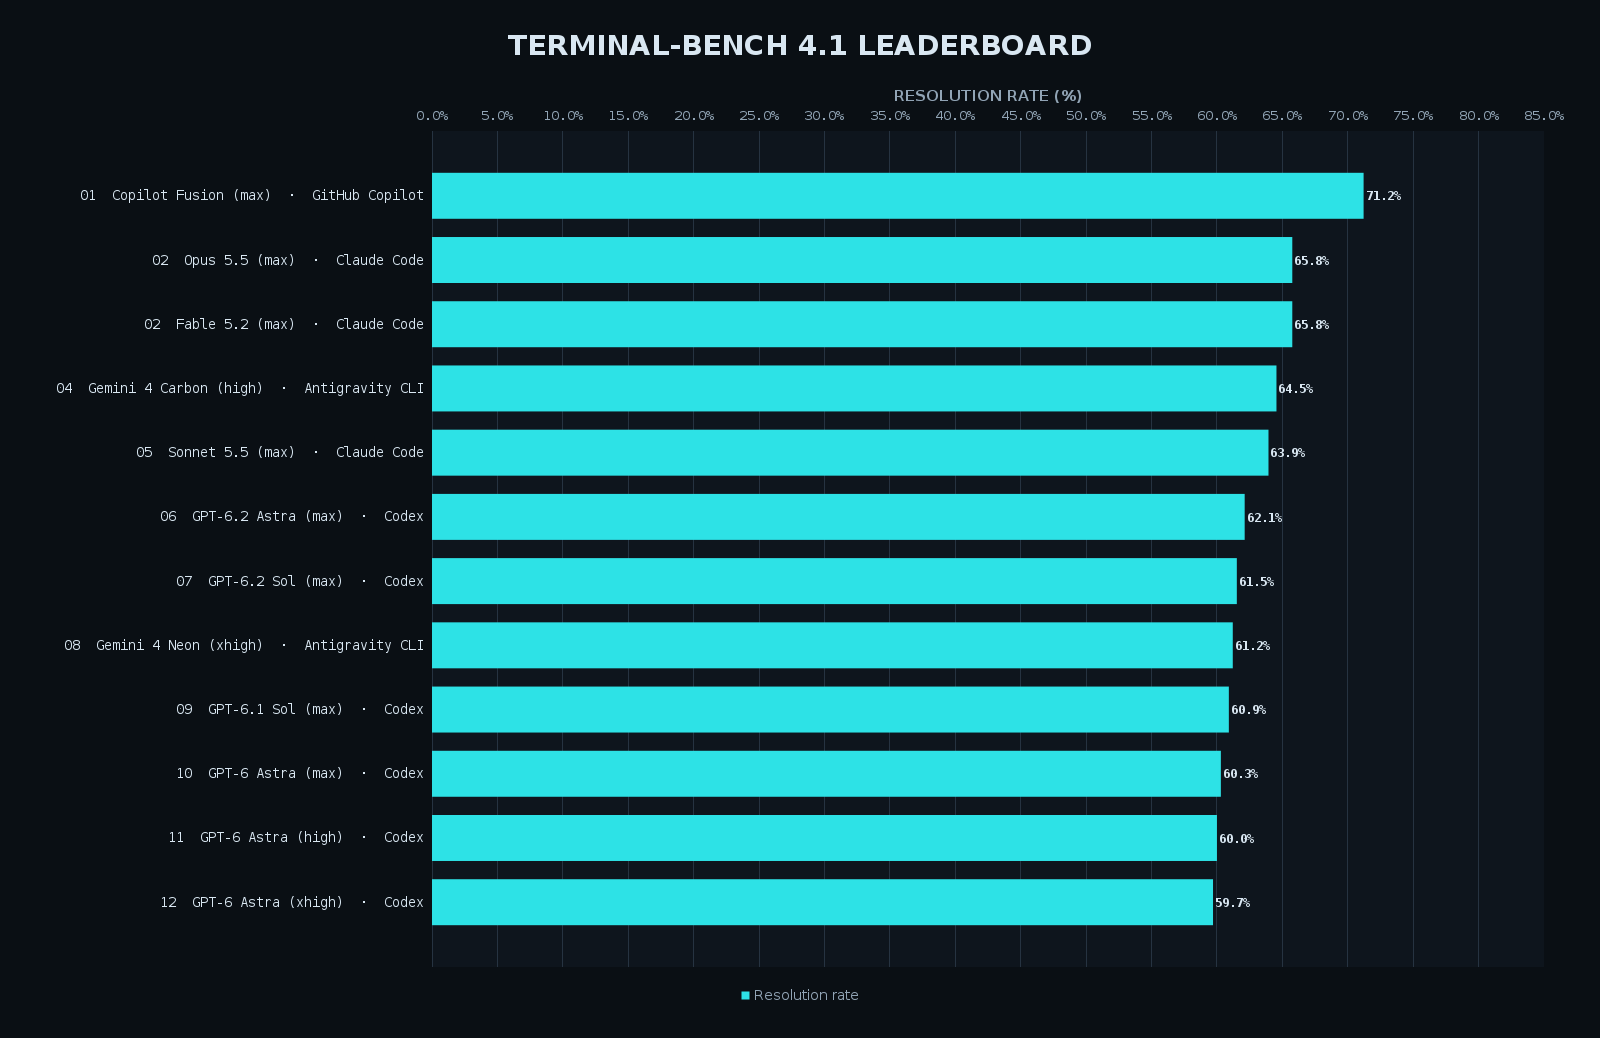 TERMINAL-BENCH 4.1 LEADERBOARD
RESOLUTION RATE (%)
0.0% 5.0% 10.0% 15.0% 20.0% 25.0% 30.0% 35.0% 40.0% 45.0% 50.0% 55.0% 60.0% 65.0% 70.0% 75.0% 80.0% 85.0%
01 Copilot Fusion (max) · GitHub Copilot 71.2%
02 Opus 5.5 (max) · Claude Code 65.8%
02 Fable 5.2 (max) · Claude Code 65.8%
04 Gemini 4 Carbon (high) · Antigravity CLI 64.5%
05 Sonnet 5.5 (max) · Claude Code 63.9%
06 GPT-6.2 Astra (max) · Codex 62.1%
07 GPT-6.2 Sol (max) · Codex 61.5%
08 Gemini 4 Neon (xhigh) · Antigravity CLI 61.2%
09 GPT-6.1 Sol (max) · Codex 60.9%
10 GPT-6 Astra (max) · Codex 60.3%
11 GPT-6 Astra (high) · Codex 60.0%
12 GPT-6 Astra (xhigh) · Codex 59.7%
Resolution rate